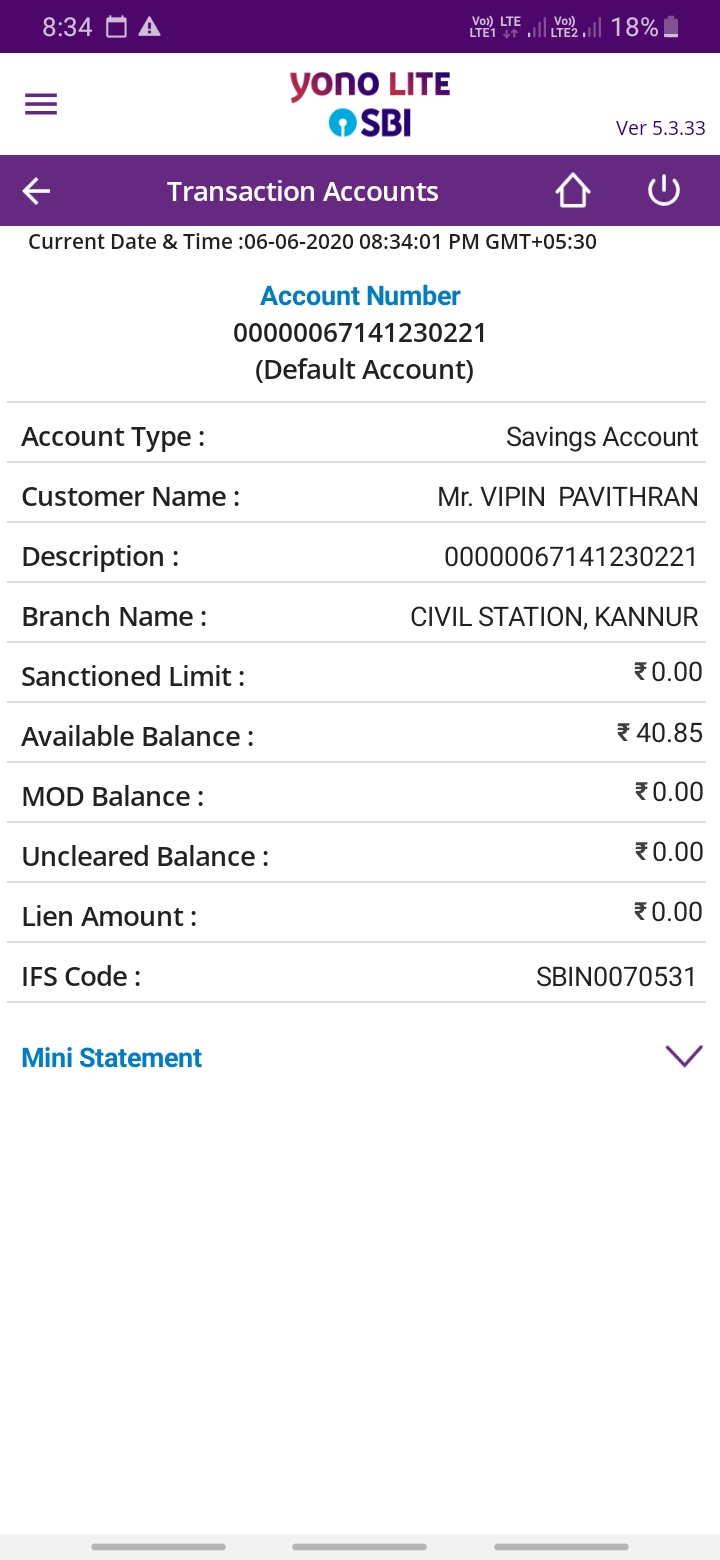 8:34 Vo)) LTE LTE1 Vo)) LTE2 18%
yono LITE
SBI
Ver 5.3.33
Transaction Accounts
Current Date & Time :06-06-2020 08:34:01 PM GMT+05:30
Account Number
00000067141230221
(Default Account)
Account Type : Savings Account
Customer Name : Mr. VIPIN  PAVITHRAN
Description : 00000067141230221
Branch Name : CIVIL STATION, KANNUR
Sanctioned Limit : ₹ 0.00
Available Balance : ₹ 40.85
MOD Balance : ₹ 0.00
Uncleared Balance : ₹ 0.00
Lien Amount : ₹ 0.00
IFS Code : SBIN0070531
Mini Statement